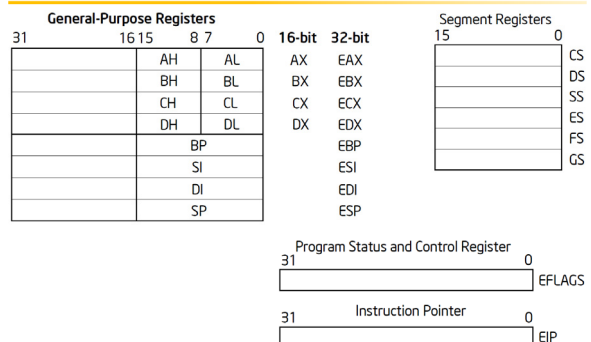 General-Purpose Registers
31 16 15 8 7 0 16-bit 32-bit
AH AL AX EAX
BH BL BX EBX
CH CL CX ECX
DH DL DX EDX
BP EBP
SI ESI
DI EDI
SP ESP
Segment Registers
15 0
CS
DS
SS
ES
FS
GS
Program Status and Control Register
31 0
EFLAGS
Instruction Pointer
31 0
EIP